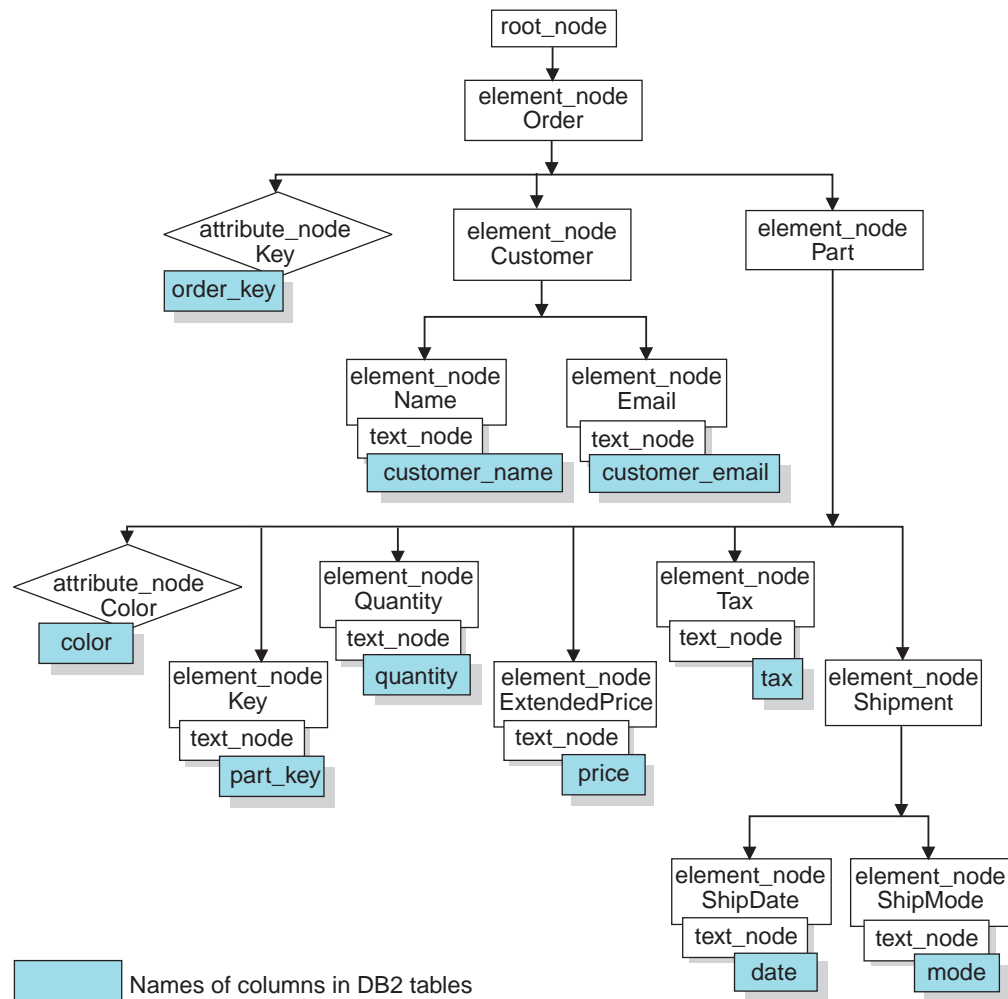 root_node
element_node
Order
attribute_node
Key
order_key
element_node
Customer
element_node
Part
element_node
Name
text_node
customer_name
element_node
Email
text_node
customer_email
attribute_node
Color
color
element_node
Key
text_node
part_key
element_node
Quantity
text_node
quantity
element_node
ExtendedPrice
text_node
price
element_node
Tax
text_node
tax
element_node
Shipment
element_node
ShipDate
text_node
date
element_node
ShipMode
text_node
mode
Names of columns in DB2 tables